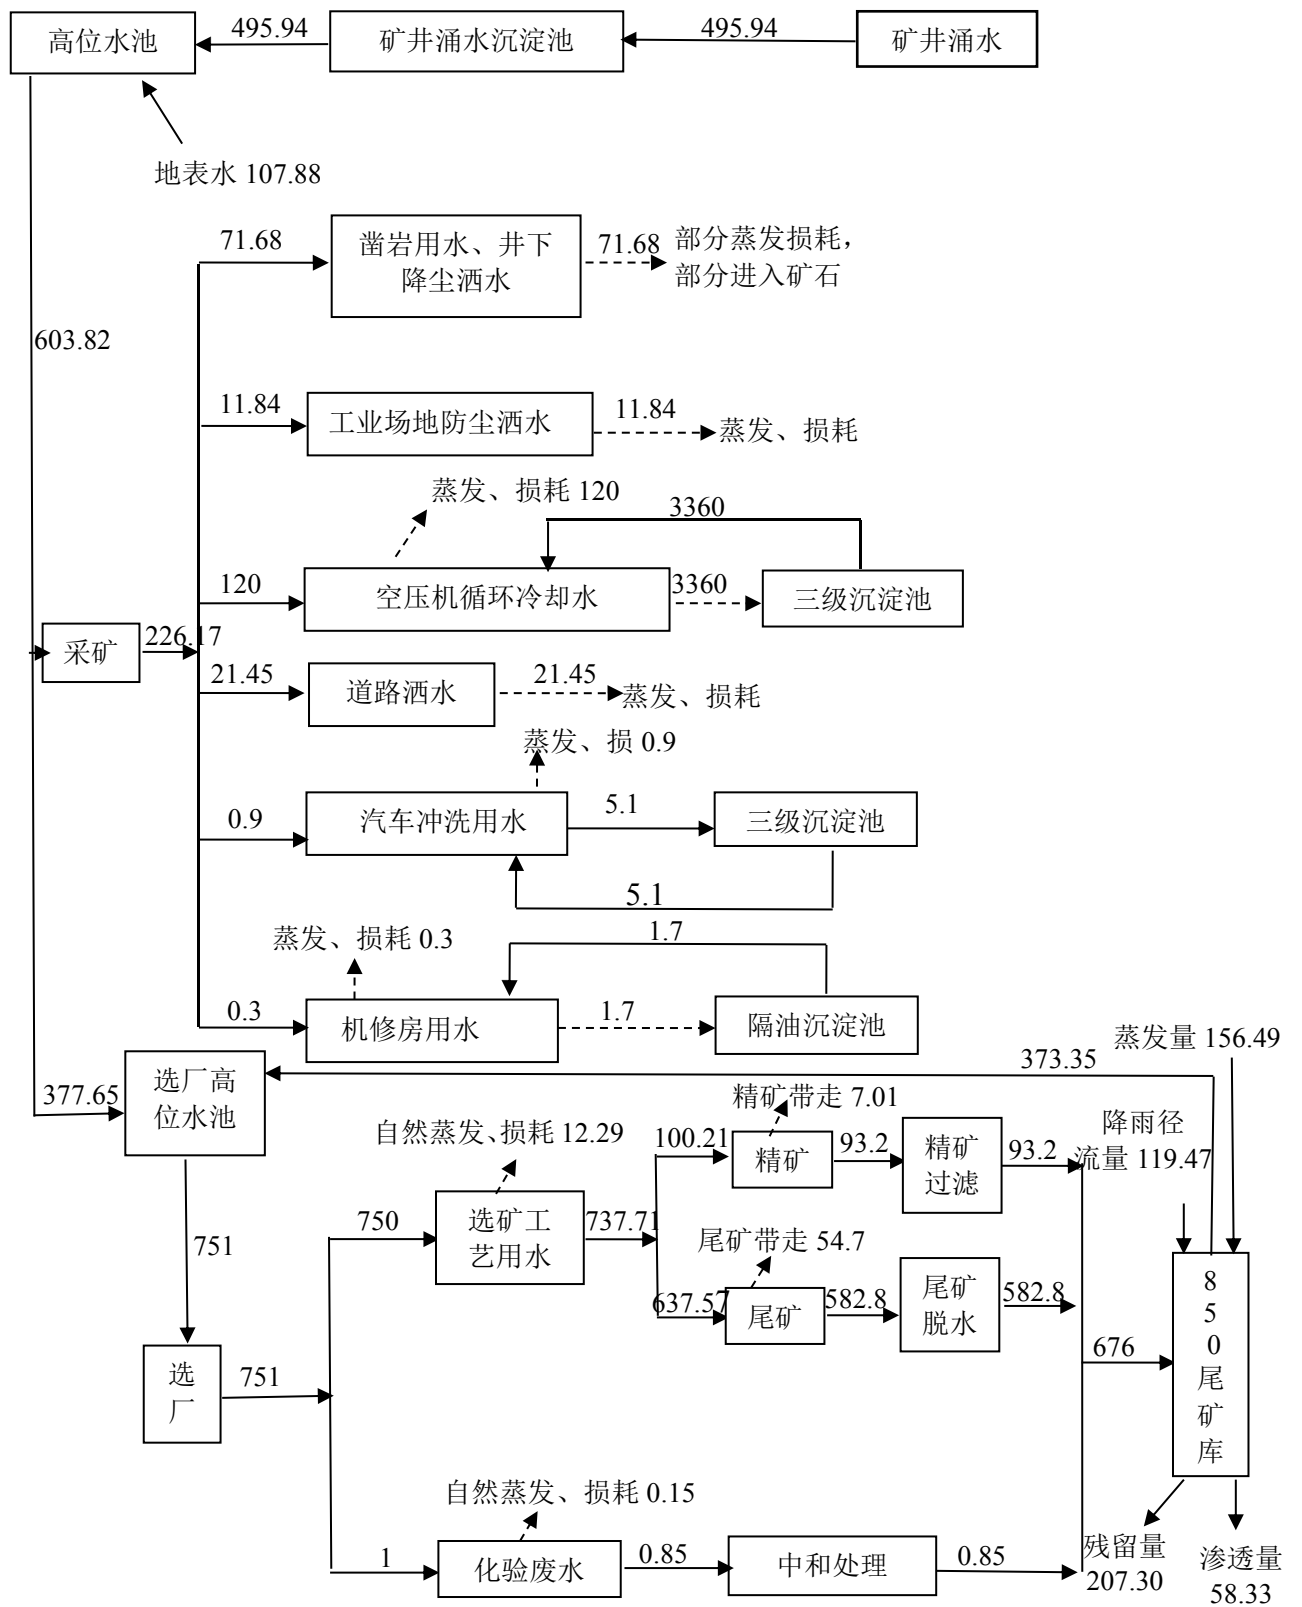 高位水池
495.94
矿井涌水沉淀池
495.94
矿井涌水
地表水 107.88
603.82
71.68
凿岩用水、井下
降尘洒水
71.68
部分蒸发损耗，
部分进入矿石
11.84
工业场地防尘洒水
11.84
蒸发、损耗
蒸发、损耗 120
3360
120
空压机循环冷却水
3360
三级沉淀池
采矿
226.17
21.45
道路洒水
21.45
蒸发、损耗
蒸发、损 0.9
0.9
汽车冲洗用水
5.1
三级沉淀池
5.1
蒸发、损耗 0.3
1.7
0.3
机修房用水
1.7
隔油沉淀池
蒸发量 156.49
373.35
377.65
选厂高
位水池
精矿带走 7.01
降雨径
流量 119.47
自然蒸发、损耗 12.29
100.21
精矿
93.2
精矿
过滤
93.2
750
选矿工
艺用水
737.71
尾矿带走 54.7
751
637.57
尾矿
582.8
尾矿
脱水
582.8
850尾矿库
676
选
厂
751
自然蒸发、损耗 0.15
1
化验废水
0.85
中和处理
0.85
残留量
207.30
渗透量
58.33